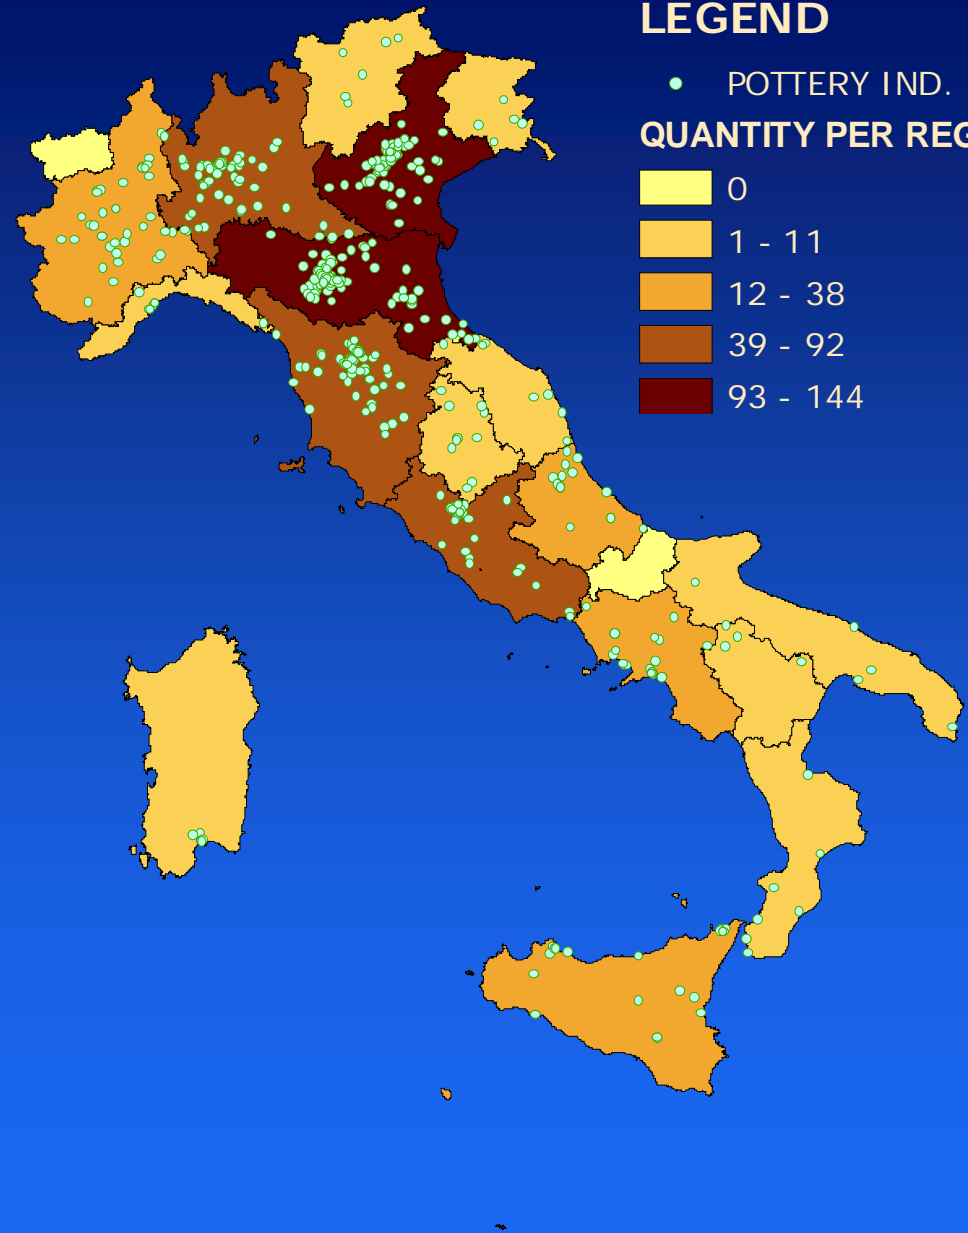 LEGEND
POTTERY IND.
QUANTITY PER REG
0
1 - 11
12 - 38
39 - 92
93 - 144